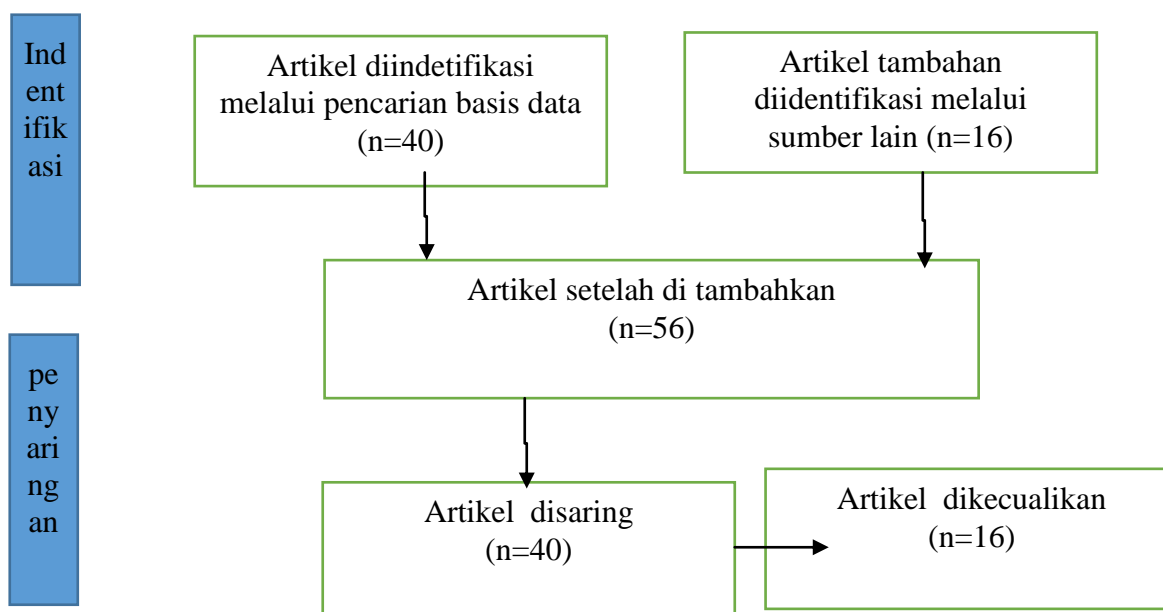 Ind
ent
ifik
asi
Artikel diindetifikasi
melalui pencarian basis data
(n=40)
Artikel tambahan
diidentifikasi melalui
sumber lain (n=16)
Artikel setelah di tambahkan
(n=56)
pe
ny
ari
ng
an
Artikel disaring
(n=40)
Artikel dikecualikan
(n=16)